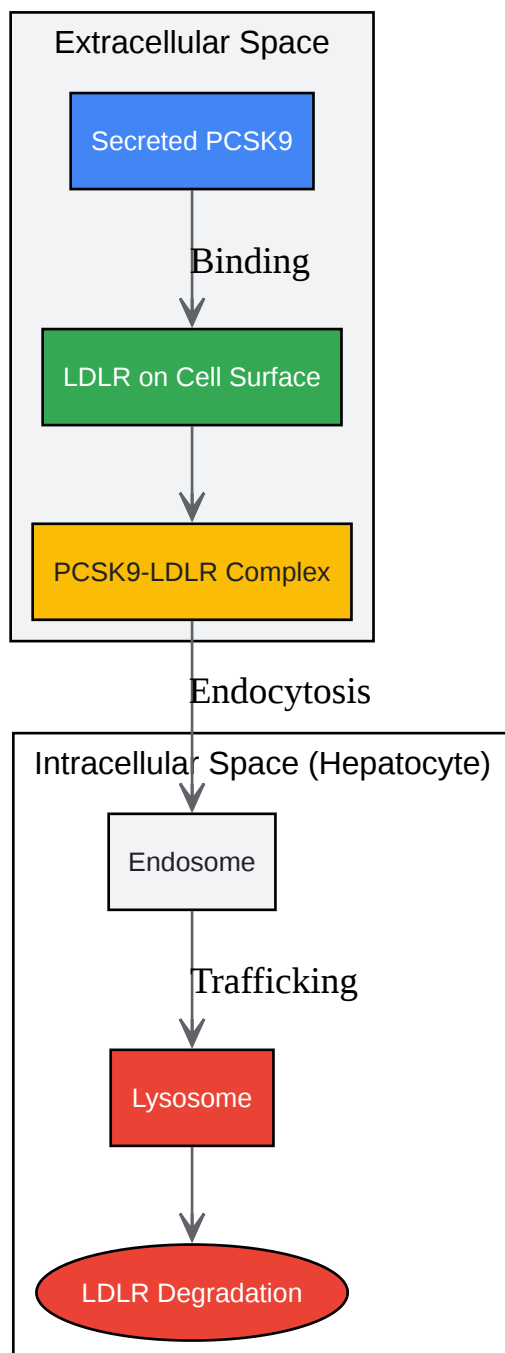 Extracellular Space
Secreted PCSK9
Binding
LDLR on Cell Surface
PCSK9-LDLR Complex
Endocytosis
Intracellular Space (Hepatocyte)
Endosome
Trafficking
Lysosome
LDLR Degradation